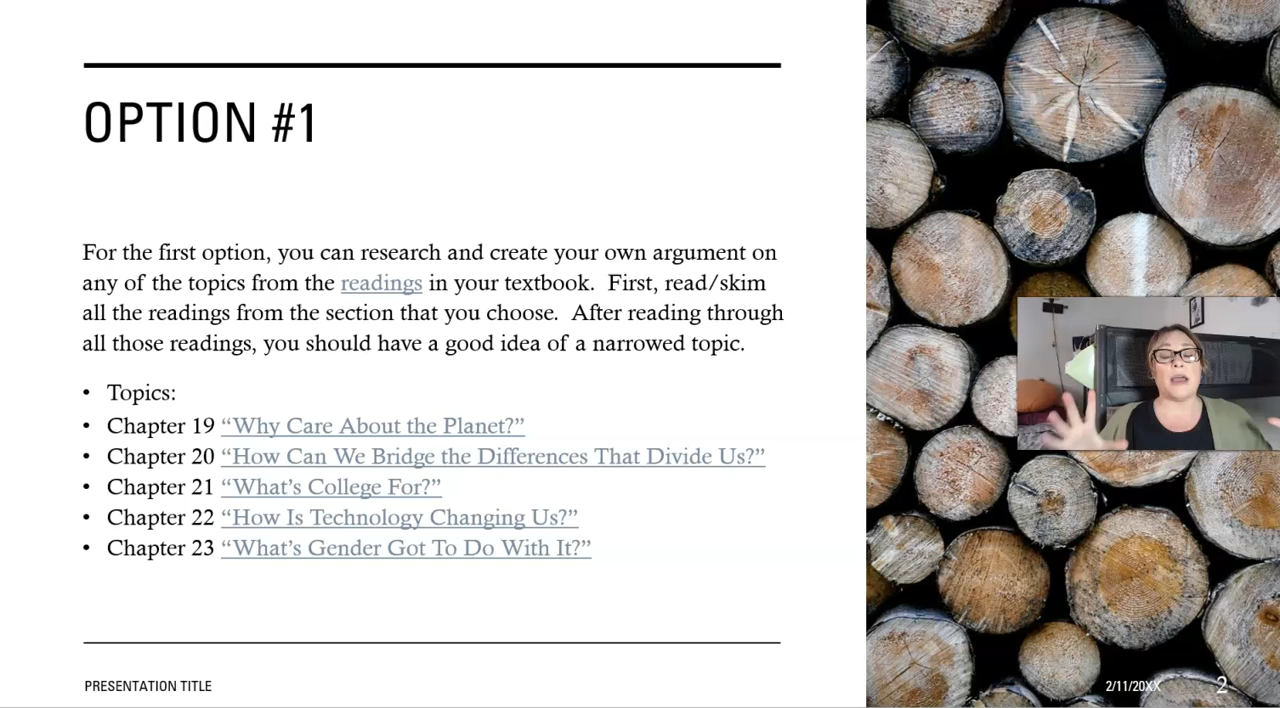 OPTION #1
For the first option, you can research and create your own argument on
any of the topics from the readings in your textbook.  First, read/skim
all the readings from the section that you choose.  After reading through
all those readings, you should have a good idea of a narrowed topic.
• Topics:
• Chapter 19 “Why Care About the Planet?”
• Chapter 20 “How Can We Bridge the Differences That Divide Us?”
• Chapter 21 “What’s College For?”
• Chapter 22 “How Is Technology Changing Us?”
• Chapter 23 “What’s Gender Got To Do With It?”
PRESENTATION TITLE
2/11/20XX
2